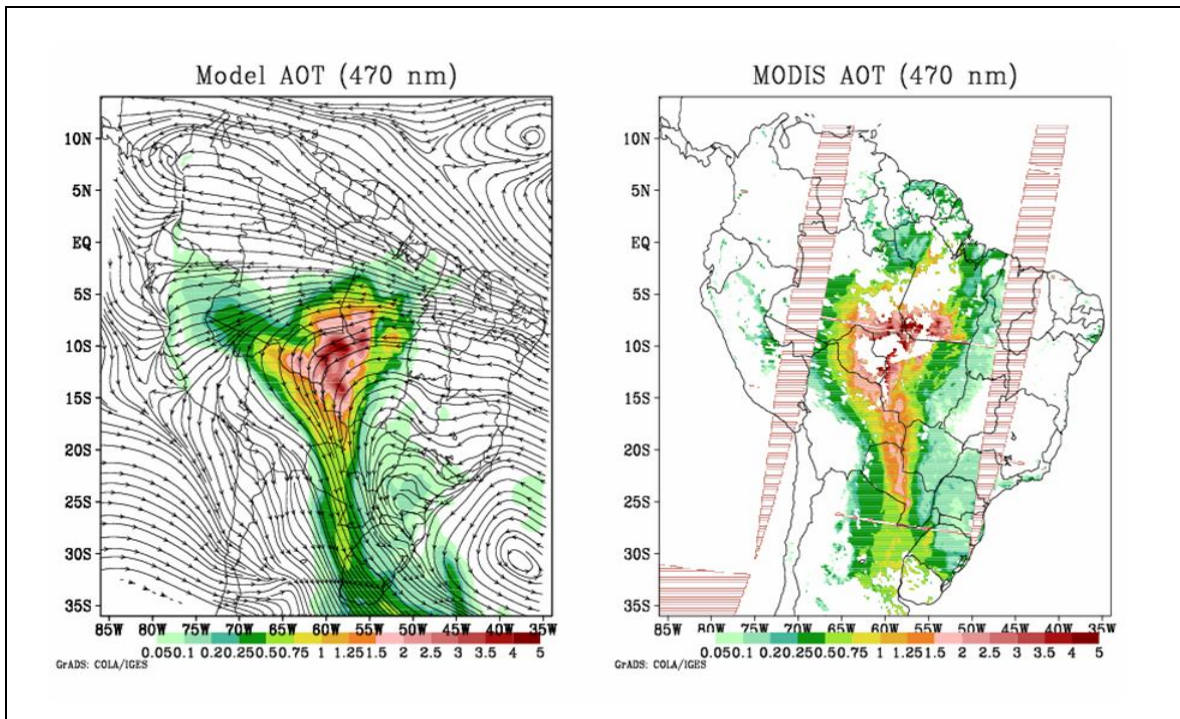 Model AOT (470 nm)
10N
5N
EQ
5S
10S
15S
20S
25S
30S
35S
85W 80W 75W 70W 65W 60W 55W 50W 45W 40W 35W
0.05 0.1 0.2 0.25 0.5 0.75 1 1.25 1.5 2 2.5 3 3.5 4 5
GrADS: COLA/IGES
MODIS AOT (470 nm)
10N
5N
EQ
5S
10S
15S
20S
25S
30S
35S
85W 80W 75W 70W 65W 60W 55W 50W 45W 40W 35W
0.05 0.1 0.2 0.25 0.5 0.75 1 1.25 1.5 2 2.5 3 3.5 4 5
GrADS: COLA/IGES